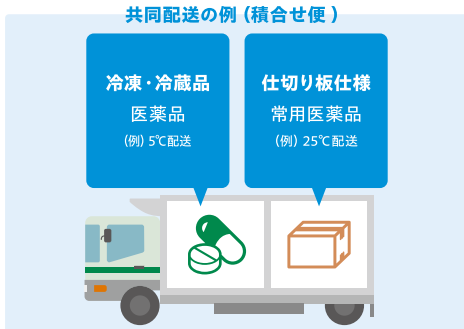 共同配送の例（積合せ便）
冷凍・冷蔵品
医薬品
（例）5℃配送
仕切り板仕様
常用医薬品
（例）25℃配送